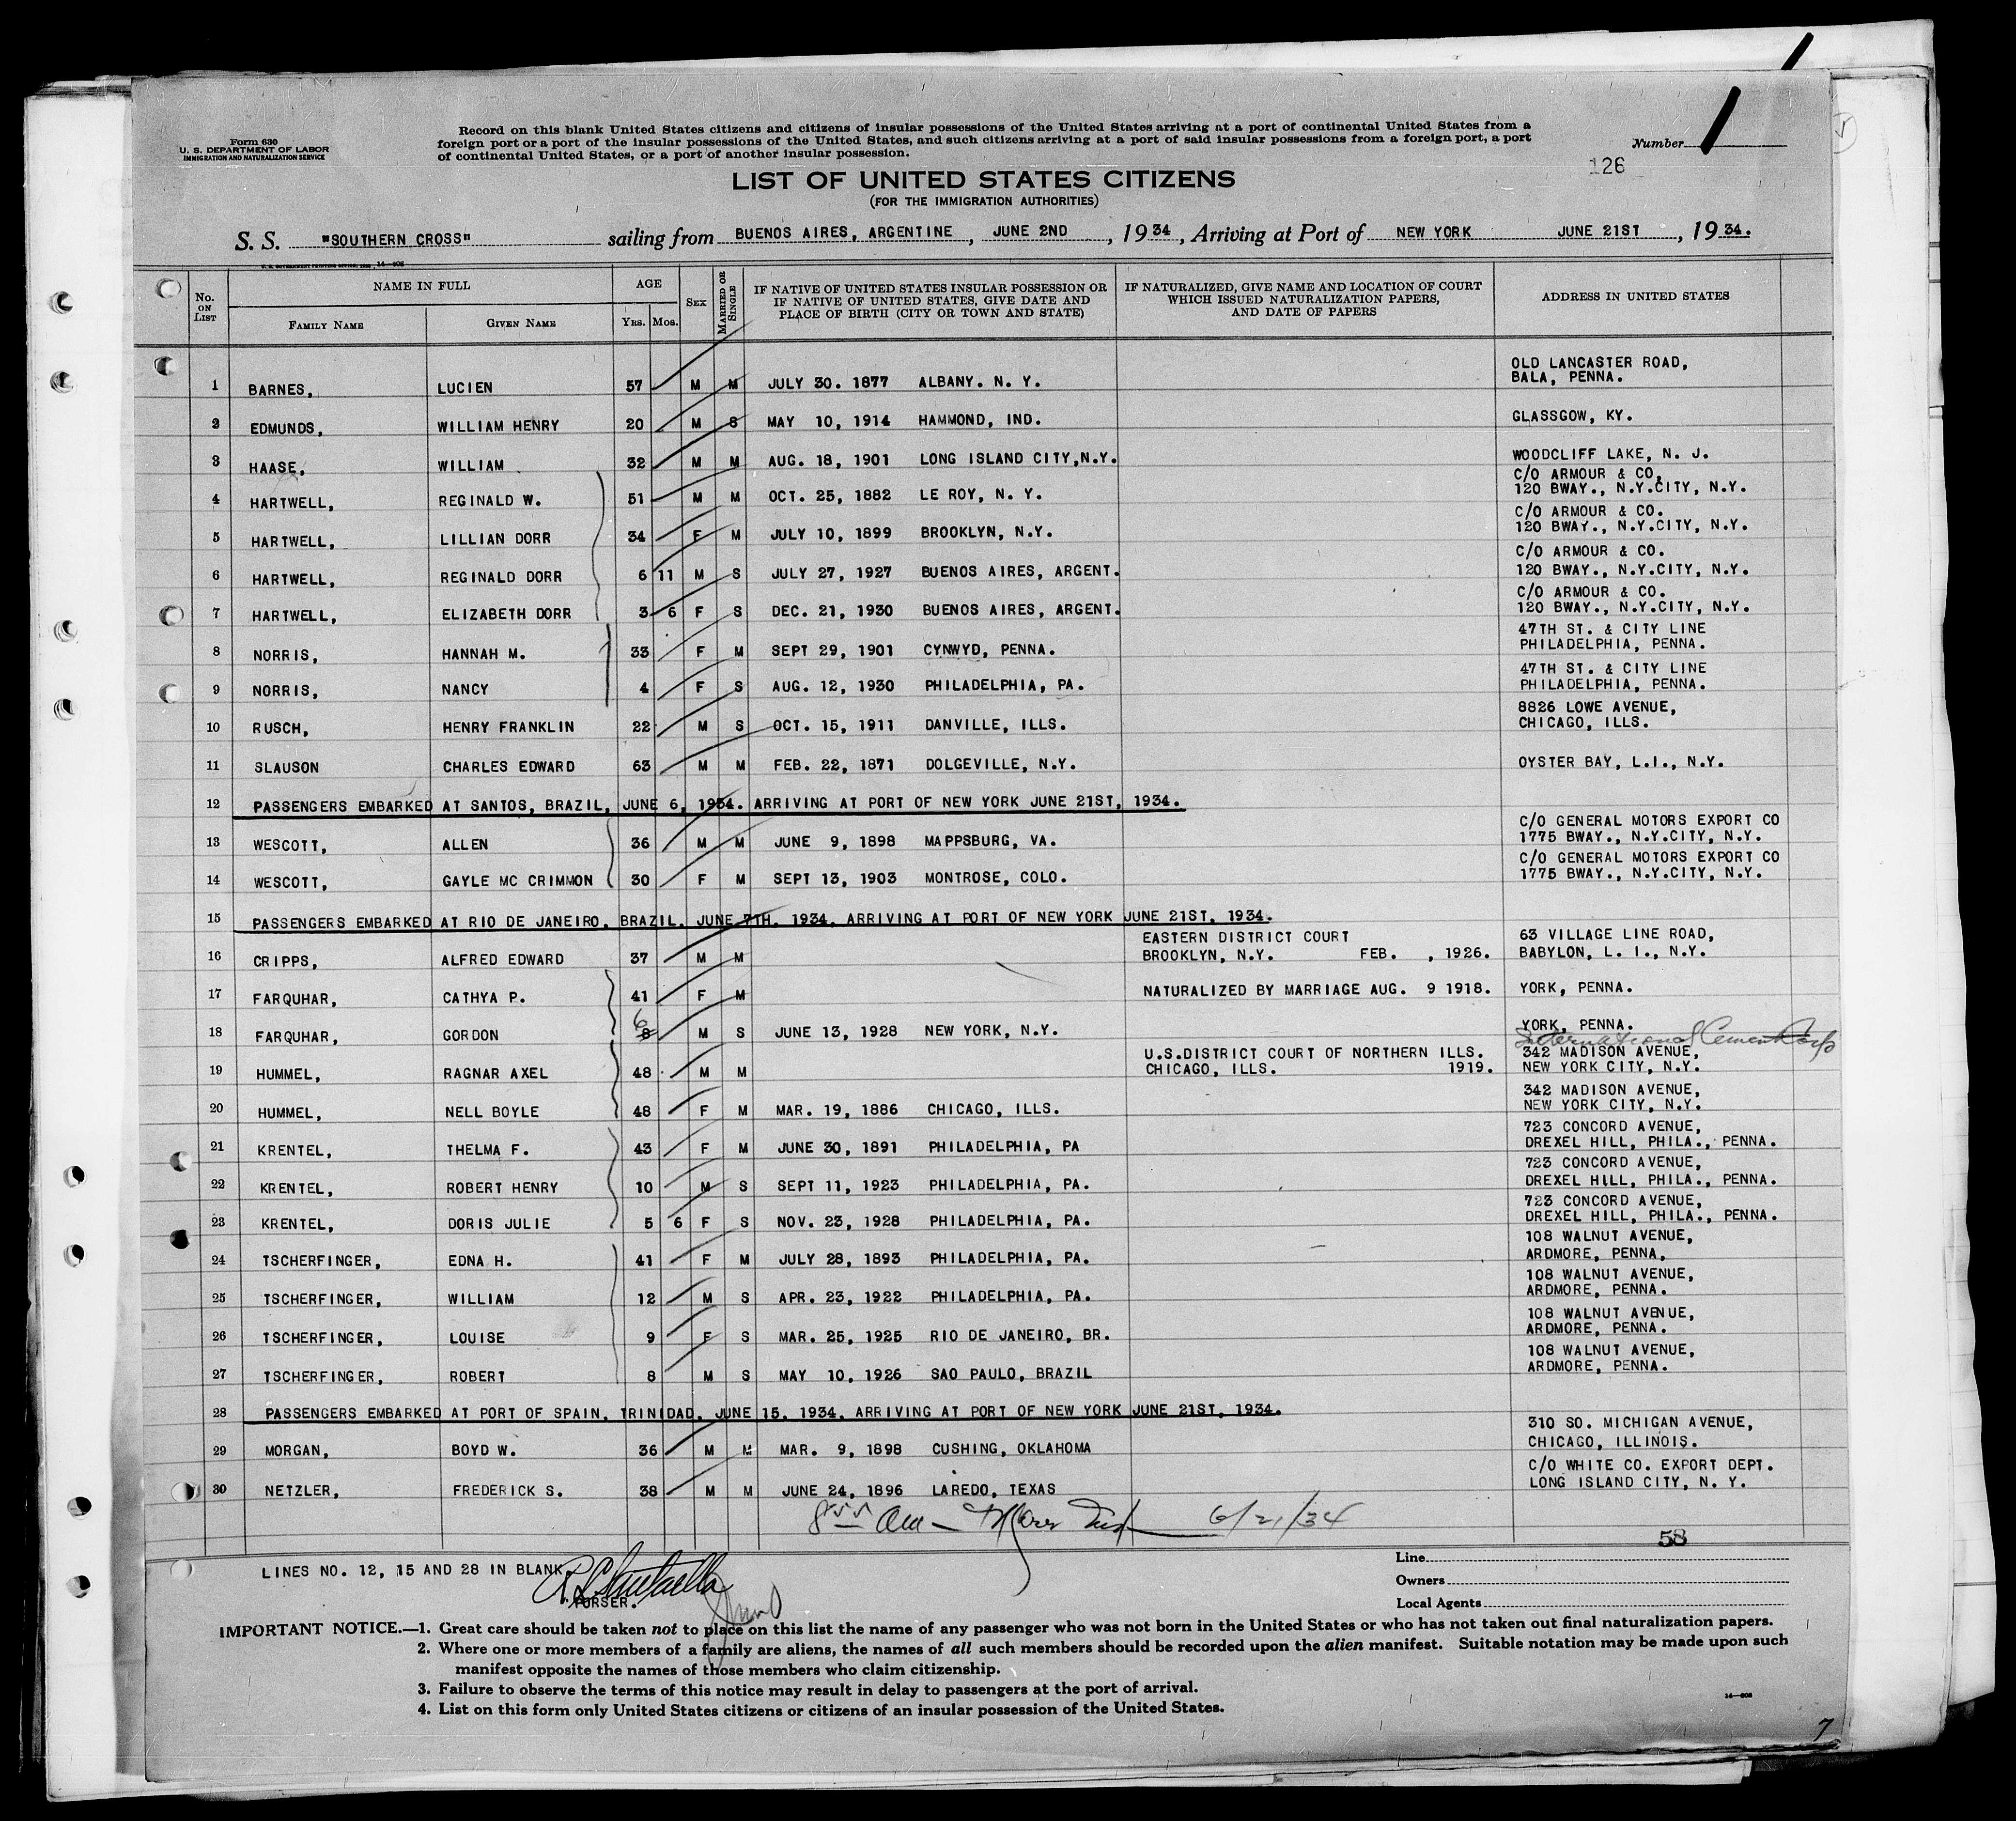 Form 630
U. S. DEPARTMENT OF LABOR
IMMIGRATION AND NATURALIZATION SERVICE
Record on this blank United States citizens and citizens of insular possessions of the United States arriving at a port of continental United States from a
foreign port or a port of the insular possessions of the United States, and such citizens arriving at a port of said insular possessions from a foreign port, a port
of continental United States, or a port of another insular possession.
Number 1
126
LIST OF UNITED STATES CITIZENS
(FOR THE IMMIGRATION AUTHORITIES)
S. S. "SOUTHERN CROSS" sailing from BUENOS AIRES, ARGENTINE, JUNE 2ND, 1934, Arriving at Port of NEW YORK JUNE 21ST, 1934.
No. ON LIST
NAME IN FULL
FAMILY NAME GIVEN NAME
AGE
YRS. MOS.
SEX
MARRIED OR SINGLE
IF NATIVE OF UNITED STATES INSULAR POSSESSION OR
IF NATIVE OF UNITED STATES, GIVE DATE AND
PLACE OF BIRTH (CITY OR TOWN AND STATE)
IF NATURALIZED, GIVE NAME AND LOCATION OF COURT
WHICH ISSUED NATURALIZATION PAPERS,
AND DATE OF PAPERS
ADDRESS IN UNITED STATES
1 BARNES, LUCIEN 57 M M JULY 30. 1877 ALBANY. N. Y. OLD LANCASTER ROAD,
BALA, PENNA.
2 EDMUNDS, WILLIAM HENRY 20 M S MAY 10, 1914 HAMMOND, IND. GLASSGOW, KY.
3 HAASE, WILLIAM 32 M M AUG. 18, 1901 LONG ISLAND CITY,N.Y. WOODCLIFF LAKE, N. J.
4 HARTWELL, REGINALD W. 51 M M OCT. 25, 1882 LE ROY, N. Y. C/O ARMOUR & CO,
120 BWAY., N.Y.CITY, N.Y.
5 HARTWELL, LILLIAN DORR 34 F M JULY 10, 1899 BROOKLYN, N.Y. C/O ARMOUR & CO.
120 BWAY., N.Y.CITY, N.Y.
6 HARTWELL, REGINALD DORR 6 11 M S JULY 27, 1927 BUENOS AIRES, ARGENT. C/O ARMOUR & CO.
120 BWAY., N.Y.CITY, N.Y.
7 HARTWELL, ELIZABETH DORR 3 6 F S DEC. 21, 1930 BUENOS AIRES, ARGENT. C/O ARMOUR & CO.
120 BWAY., N.Y.CITY, N.Y.
8 NORRIS, HANNAH M. 33 F M SEPT 29, 1901 CYNWYD, PENNA. 47TH ST. & CITY LINE
PHILADELPHIA, PENNA.
9 NORRIS, NANCY 4 F S AUG. 12, 1930 PHILADELPHIA, PA. 47TH ST. & CITY LINE
PHILADELPHIA, PENNA.
10 RUSCH, HENRY FRANKLIN 22 M S OCT. 15, 1911 DANVILLE, ILLS. 8826 LOWE AVENUE,
CHICAGO, ILLS.
11 SLAUSON CHARLES EDWARD 63 M M FEB. 22, 1871 DOLGEVILLE, N.Y. OYSTER BAY, L.I., N.Y.
12 PASSENGERS EMBARKED AT SANTOS, BRAZIL, JUNE 6, 1934. ARRIVING AT PORT OF NEW YORK JUNE 21ST, 1934.
13 WESCOTT, ALLEN 36 M M JUNE 9, 1898 MAPPSBURG, VA. C/O GENERAL MOTORS EXPORT CO
1775 BWAY., N.Y.CITY, N.Y.
14 WESCOTT, GAYLE MC CRIMMON 30 F M SEPT 13, 1903 MONTROSE, COLO. C/O GENERAL MOTORS EXPORT CO
1775 BWAY., N.Y.CITY, N.Y.
15 PASSENGERS EMBARKED AT RIO DE JANEIRO, BRAZIL, JUNE 7TH, 1934, ARRIVING AT PORT OF NEW YORK JUNE 21ST, 1934.
16 CRIPPS, ALFRED EDWARD 37 M M EASTERN DISTRICT COURT
BROOKLYN, N.Y. FEB. , 1926. 63 VILLAGE LINE ROAD,
BABYLON, L. I., N.Y.
17 FARQUHAR, CATHYA P. 41 F M NATURALIZED BY MARRIAGE AUG. 9 1918. YORK, PENNA.
18 FARQUHAR, GORDON 8 6 M S JUNE 13, 1928 NEW YORK, N.Y. YORK, PENNA.
International Cement Corp
19 HUMMEL, RAGNAR AXEL 48 M M U.S.DISTRICT COURT OF NORTHERN ILLS.
CHICAGO, ILLS. 1919. 342 MADISON AVENUE,
NEW YORK CITY, N.Y.
20 HUMMEL, NELL BOYLE 48 F M MAR. 19, 1886 CHICAGO, ILLS. 342 MADISON AVENUE,
NEW YORK CITY, N.Y.
21 KRENTEL, THELMA F. 43 F M JUNE 30, 1891 PHILADELPHIA, PA 723 CONCORD AVENUE,
DREXEL HILL, PHILA., PENNA.
22 KRENTEL, ROBERT HENRY 10 M S SEPT 11, 1923 PHILADELPHIA, PA. 723 CONCORD AVENUE,
DREXEL HILL, PHILA., PENNA.
23 KRENTEL, DORIS JULIE 5 6 F S NOV. 23, 1928 PHILADELPHIA, PA. 723 CONCORD AVENUE,
DREXEL HILL, PHILA., PENNA.
24 TSCHERFINGER, EDNA H. 41 F M JULY 28, 1893 PHILADELPHIA, PA. 108 WALNUT AVENUE,
ARDMORE, PENNA,
25 TSCHERFINGER, WILLIAM 12 M S APR. 23, 1922 PHILADELPHIA, PA. 108 WALNUT AVENUE,
ARDMORE, PENNA.
26 TSCHERFINGER, LOUISE 9 F S MAR. 25, 1925 RIO DE JANEIRO, BR. 108 WALNUT AVENUE,
ARDMORE, PENNA.
27 TSCHERFINGER, ROBERT 8 M S MAY 10, 1926 SAO PAULO, BRAZIL 108 WALNUT AVENUE,
ARDMORE, PENNA.
28 PASSENGERS EMBARKED AT PORT OF SPAIN, TRINIDAD, JUNE 15, 1934, ARRIVING AT PORT OF NEW YORK JUNE 21ST, 1934.
29 MORGAN, BOYD W. 36 M M MAR. 9, 1898 CUSHING, OKLAHOMA 310 SO. MICHIGAN AVENUE,
CHICAGO, ILLINOIS.
30 NETZLER, FREDERICK S. 38 M M JUNE 24, 1896 LAREDO, TEXAS C/O WHITE CO. EXPORT DEPT.
LONG ISLAND CITY, N. Y.
6/21/34
58
LINES NO. 12, 15 AND 28 IN BLANK.
PURSER.
Line
Owners
Local Agents
IMPORTANT NOTICE.—1. Great care should be taken not to place on this list the name of any passenger who was not born in the United States or who has not taken out final naturalization papers.
2. Where one or more members of a family are aliens, the names of all such members should be recorded upon the alien manifest. Suitable notation may be made upon such
manifest opposite the names of those members who claim citizenship.
3. Failure to observe the terms of this notice may result in delay to passengers at the port of arrival.
4. List on this form only United States citizens or citizens of an insular possession of the United States.
7